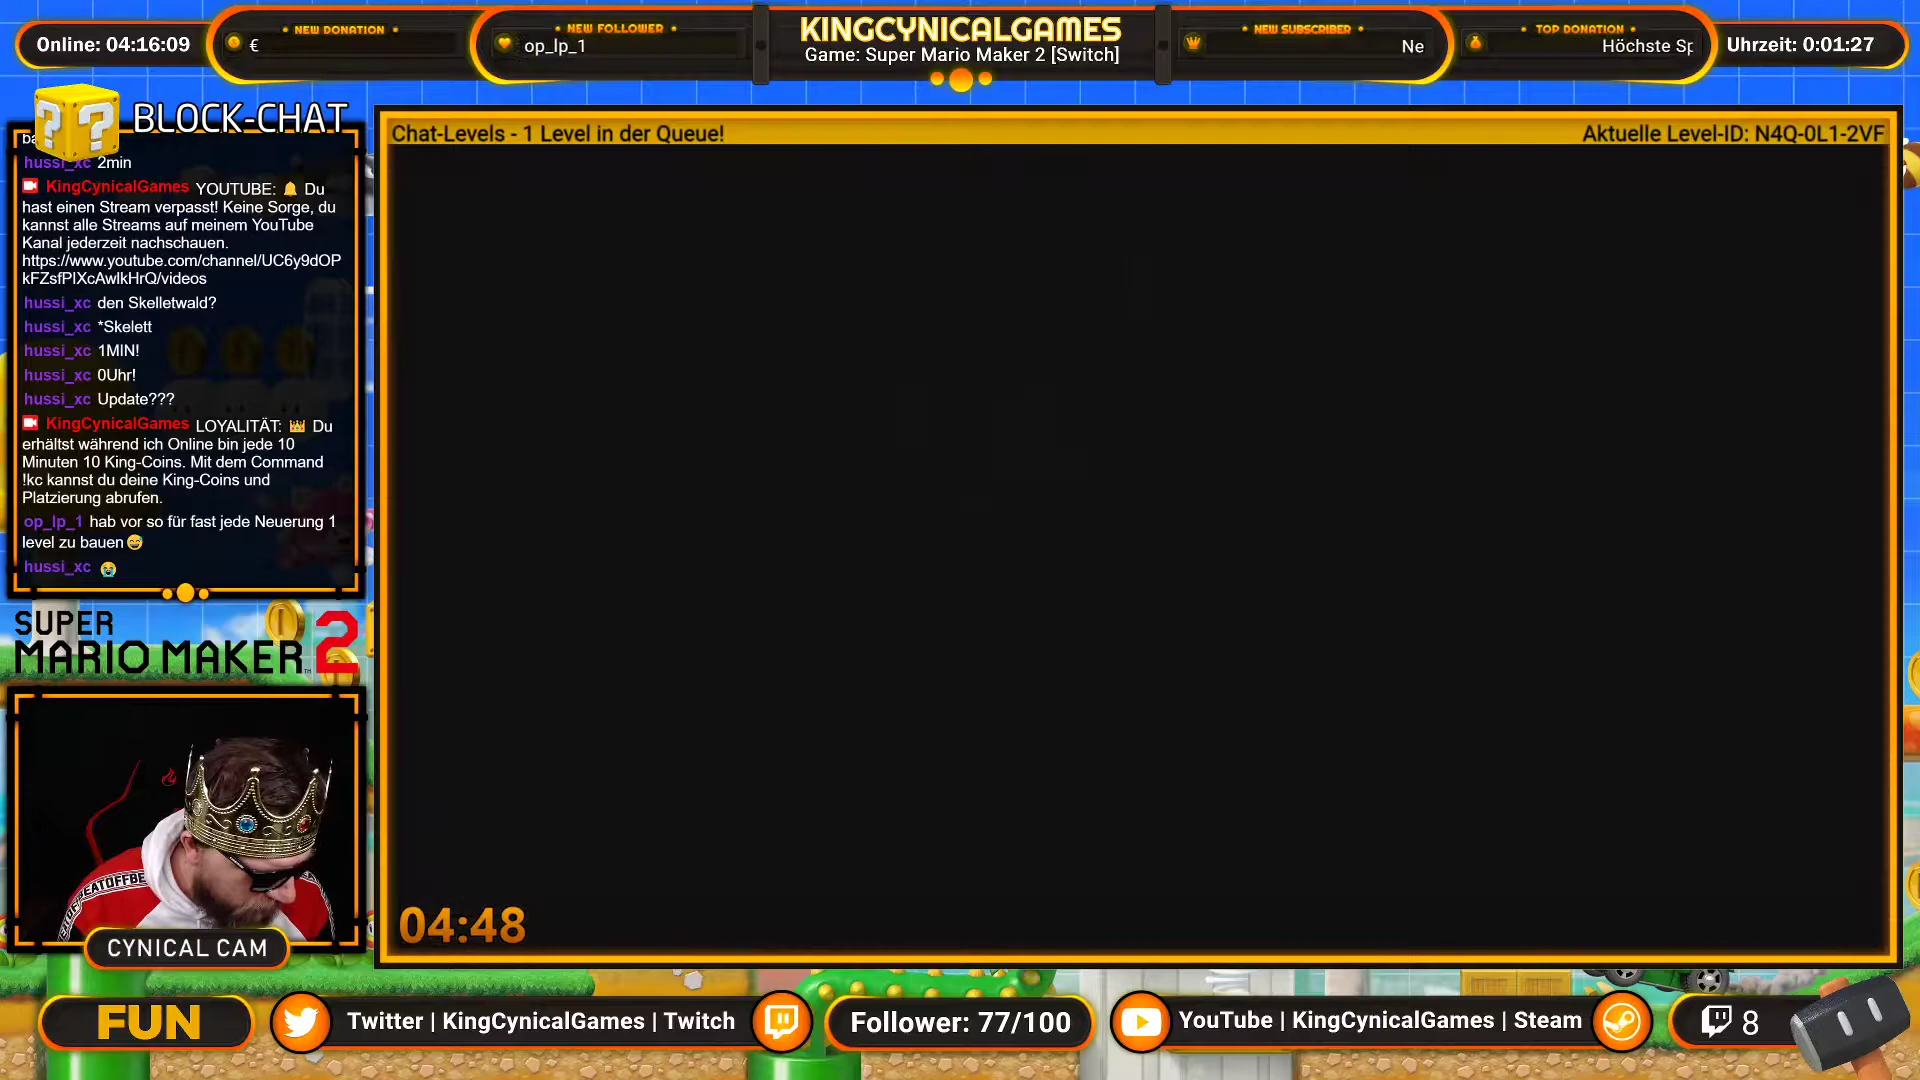 Online: 04:16:09
NEW DONATION
€
NEW FOLLOWER
op_lp_1
KINGCYNICALGAMES
Game: Super Mario Maker 2 [Switch]
NEW SUBSCRIBER
Ne
TOP DONATION
Höchste Sp
Uhrzeit: 0:01:27
BLOCK-CHAT
hussi_xc 2min
KingCynicalGames YOUTUBE: 🔔 Du
hast einen Stream verpasst! Keine Sorge, du
kannst alle Streams auf meinem YouTube
Kanal jederzeit nachschauen.
https://www.youtube.com/channel/UC6y9dOP
kFZsfPlXcAwlkHrQ/videos
hussi_xc den Skelletwald?
hussi_xc *Skelett
hussi_xc 1MIN!
hussi_xc 0Uhr!
hussi_xc Update???
KingCynicalGames LOYALITÄT: 👑 Du
erhältst während ich Online bin jede 10
Minuten 10 King-Coins. Mit dem Command
!kc kannst du deine King-Coins und
Platzierung abrufen.
op_lp_1 hab vor so für fast jede Neuerung 1
level zu bauen😅
hussi_xc 😭
SUPER
MARIO MAKER 2
CYNICAL CAM
Chat-Levels - 1 Level in der Queue!
Aktuelle Level-ID: N4Q-0L1-2VF
04:48
FUN
Twitter | KingCynicalGames | Twitch
Follower: 77/100
YouTube | KingCynicalGames | Steam
8